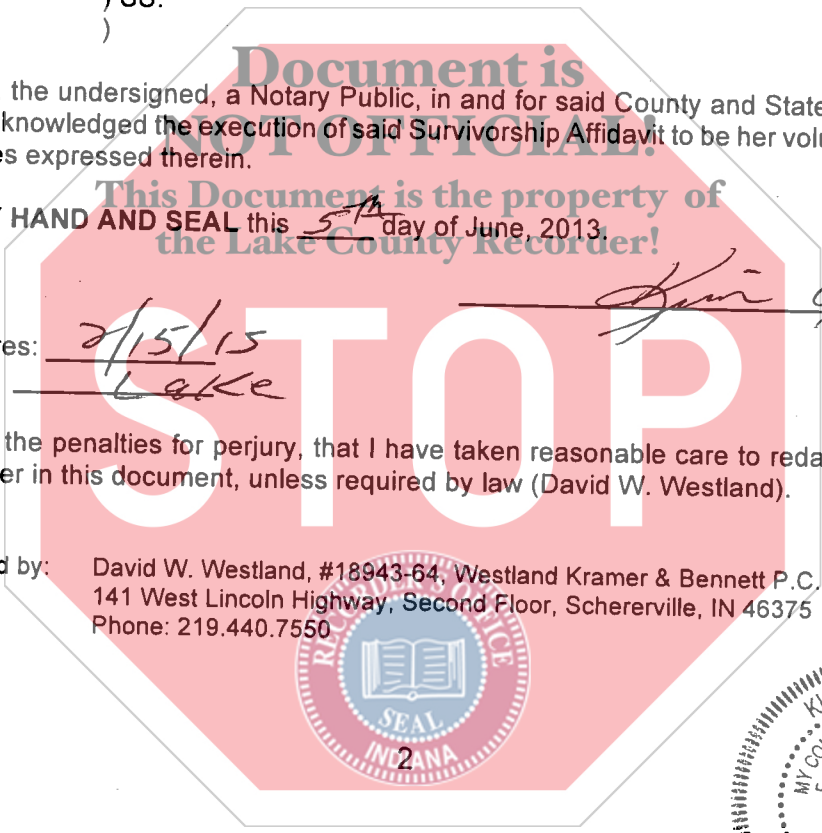 ) SS:
)
Document is
the undersigned, a Notary Public, in and for said County and State
knowledged the execution of said Survivorship Affidavit to be her volu
NOT OFFICIAL!
s expressed therein.
This Document is the property of
HAND AND SEAL this 5th day of June, 2013.
the Lake County Recorder!
Kim
es: 2/15/15
Lake
STOP
the penalties for perjury, that I have taken reasonable care to reda
er in this document, unless required by law (David W. Westland).
d by: David W. Westland, #18943-64, Westland Kramer & Bennett P.C.
141 West Lincoln Highway, Second Floor, Schererville, IN 46375
Phone: 219.440.7550
RECORDER'S OFFICE
SEAL
INDIANA
2
MY CO